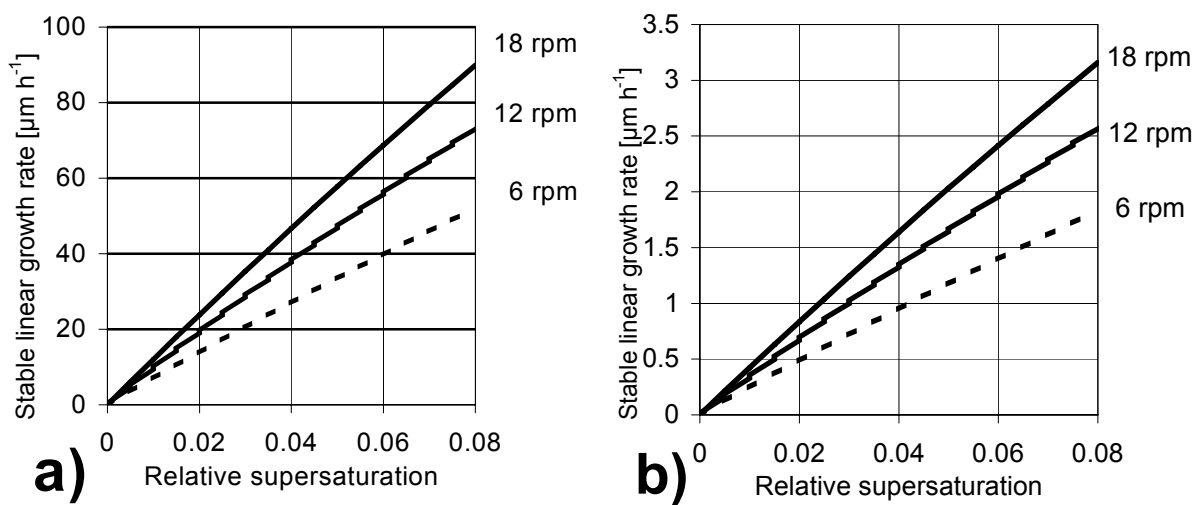 100
80
60
40
20
0
0 0.02 0.04 0.06 0.08
Stable linear growth rate [µm h⁻¹]
Relative supersaturation
18 rpm
12 rpm
6 rpm
a)
3.5
3
2.5
2
1.5
1
0.5
0
0 0.02 0.04 0.06 0.08
Stable linear growth rate [µm h⁻¹]
Relative supersaturation
18 rpm
12 rpm
6 rpm
b)